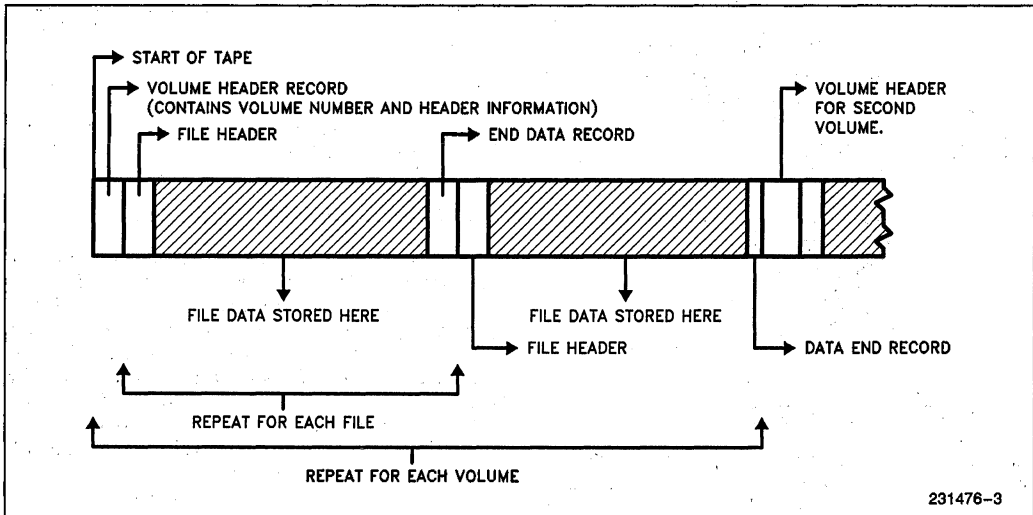 START OF TAPE
VOLUME HEADER RECORD
(CONTAINS VOLUME NUMBER AND HEADER INFORMATION)
FILE HEADER
END DATA RECORD
VOLUME HEADER
FOR SECOND
VOLUME.
FILE DATA STORED HERE
FILE DATA STORED HERE
FILE HEADER
DATA END RECORD
REPEAT FOR EACH FILE
REPEAT FOR EACH VOLUME
231476-3